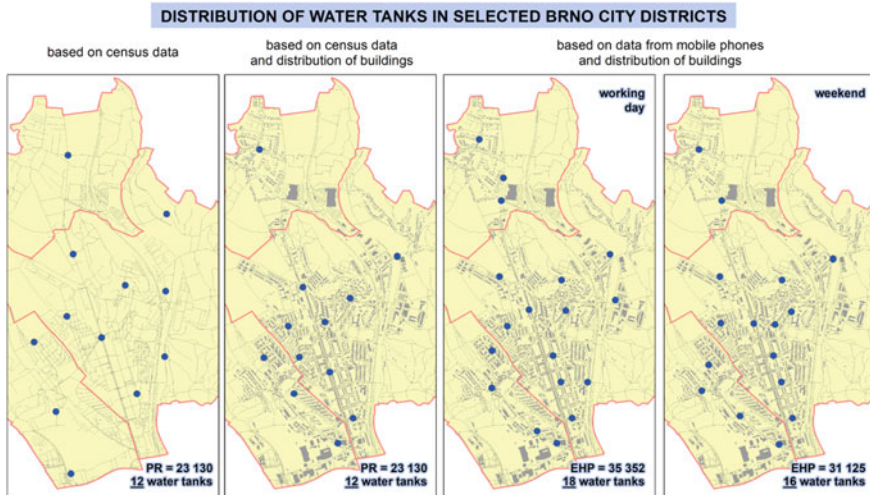 DISTRIBUTION OF WATER TANKS IN SELECTED BRNO CITY DISTRICTS
based on census data
based on census data
and distribution of buildings
based on data from mobile phones
and distribution of buildings
working
day
weekend
PR = 23 130
12 water tanks
PR = 23 130
12 water tanks
EHP = 35 352
18 water tanks
EHP = 31 125
16 water tanks